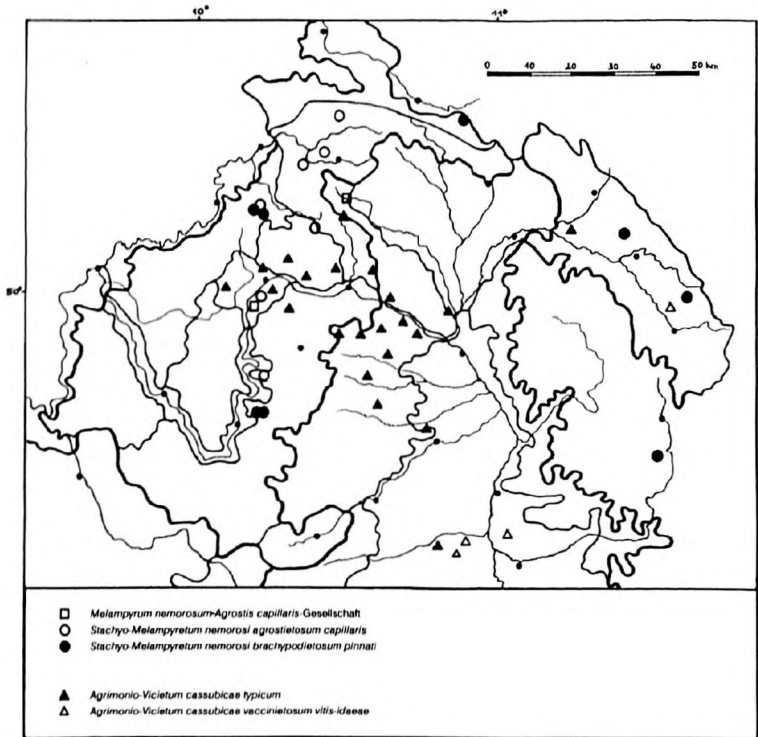 10° 11°
0 10 20 30 40 50 km
50°
Melampyrum nemorosum-Agrostis capillaris-Gesellschaft
Stachyo-Melampyretum nemorosi agrostietosum capillaris
Stachyo-Melampyretum nemorosi brachypodietosum pinnati
Agrimonio-Vicietum cassubicae typicum
Agrimonio-Vicietum cassubicae vaccinietosum vitis-idaeae